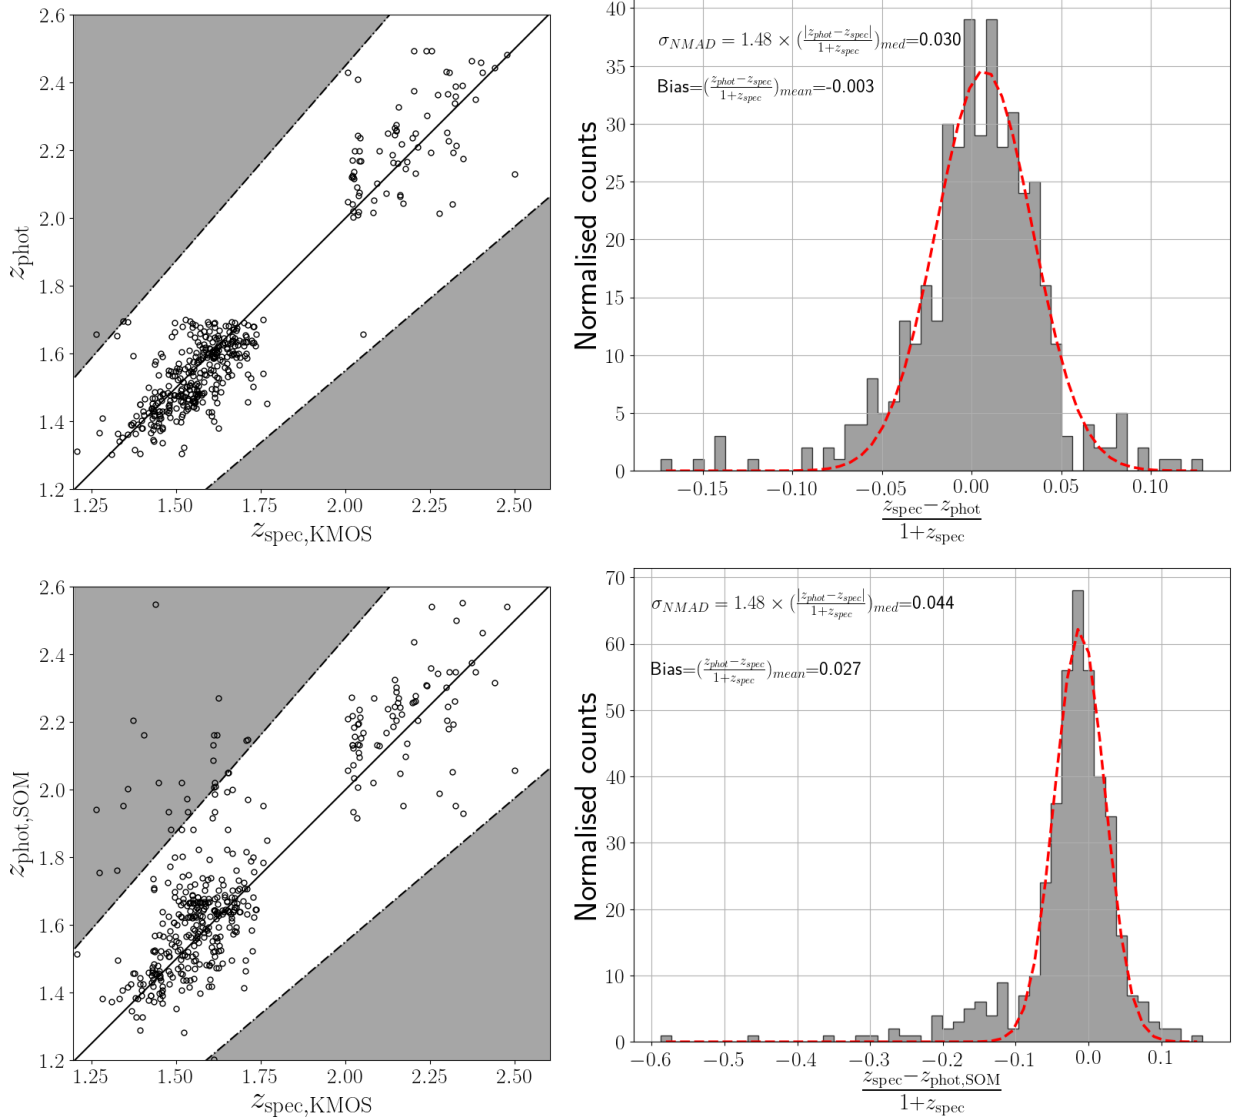 2.6
2.4
2.2
2.0
1.8
1.6
1.4
1.2
z_phot
1.25 1.50 1.75 2.00 2.25 2.50
z_spec,KMOS
40
35
30
25
20
15
10
5
0
Normalised counts
σ_NMAD = 1.48 × (|z_phot−z_spec|/1+z_spec)_med=0.030
Bias=(z_phot−z_spec/1+z_spec)_mean=-0.003
−0.15 −0.10 −0.05 0.00 0.05 0.10
z_spec−z_phot
1+z_spec
2.6
2.4
2.2
2.0
1.8
1.6
1.4
1.2
z_phot,SOM
1.25 1.50 1.75 2.00 2.25 2.50
z_spec,KMOS
70
60
50
40
30
20
10
0
Normalised counts
σ_NMAD = 1.48 × (|z_phot−z_spec|/1+z_spec)_med=0.044
Bias=(z_phot−z_spec/1+z_spec)_mean=0.027
−0.6 −0.5 −0.4 −0.3 −0.2 −0.1 0.0 0.1
z_spec−z_phot,SOM
1+z_spec